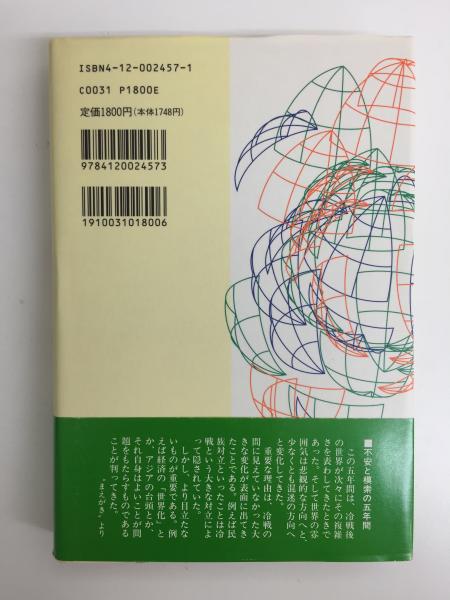 ISBN4-12-002457-1
C0031 P1800E
定価1800円(本体1748円)
9784120024573
1910031018006
■不安と模索の五年間
この五年間は、冷戦後
の世界が次々にその複雑
さを表わしてきたときで
あった。そして世界の雰
囲気は悲観的な方向へと、
少なくとも混迷の方向へ
と変化してきた。
重要な理由は、冷戦の
間に見えていなかった大
きな変化が表面に出てき
たことである。例えば民
族対立といったことは冷
戦という大きな対立によ
って隠されていた。
しかし、より目立たな
いものが重要である。例
えば経済の「世界化」と
か、アジアの台頭とか、
それ自身はよいことが問
題をもたらすものである
ことが判ってきた。
“まえがき”より